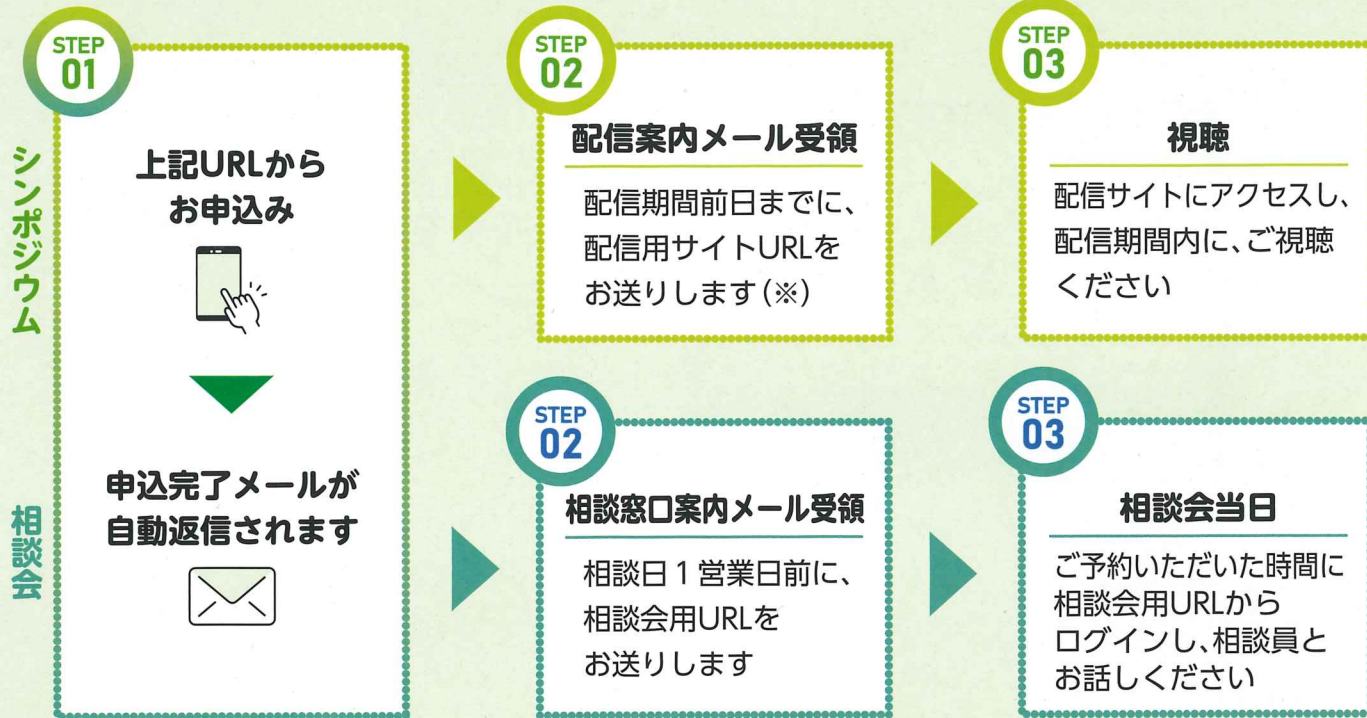 シンポジウム
相談会
STEP
01
上記URLから
お申込み
申込完了メールが
自動返信されます
STEP
02
配信案内メール受領
配信期間前日までに、
配信用サイトURLを
お送りします(※)
STEP
03
視聴
配信サイトにアクセスし、
配信期間内に、ご視聴
ください
STEP
02
相談窓口案内メール受領
相談日1営業日前に、
相談会用URLを
お送りします
STEP
03
相談会当日
ご予約いただいた時間に
相談会用URLから
ログインし、相談員と
お話しください